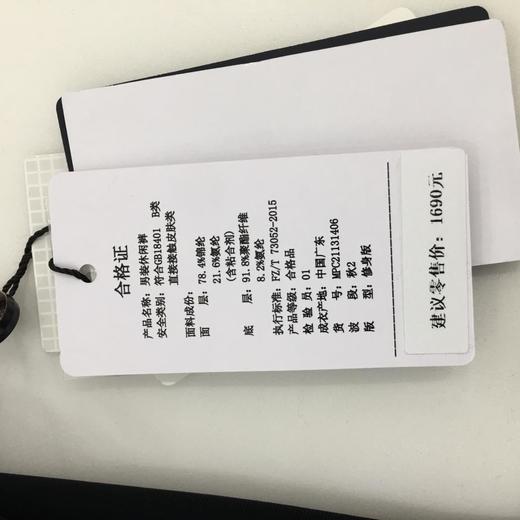 合格证
产品名称：男装休闲裤
安全类别：符合GB18401 B类
直接接触皮肤类
面料成份：
面 层：78.4%锦纶
21.6%氨纶
(含粘合剂)
底 层：91.8%聚酯纤维
8.2%氨纶
执行标准：FZ/T 73052-2015
产品等级：合格品
检 验 员：01
成衣产地：中国广东
货 号：MPC21131406
波 段：秋2
版 型：修身版
建议零售价：1690元